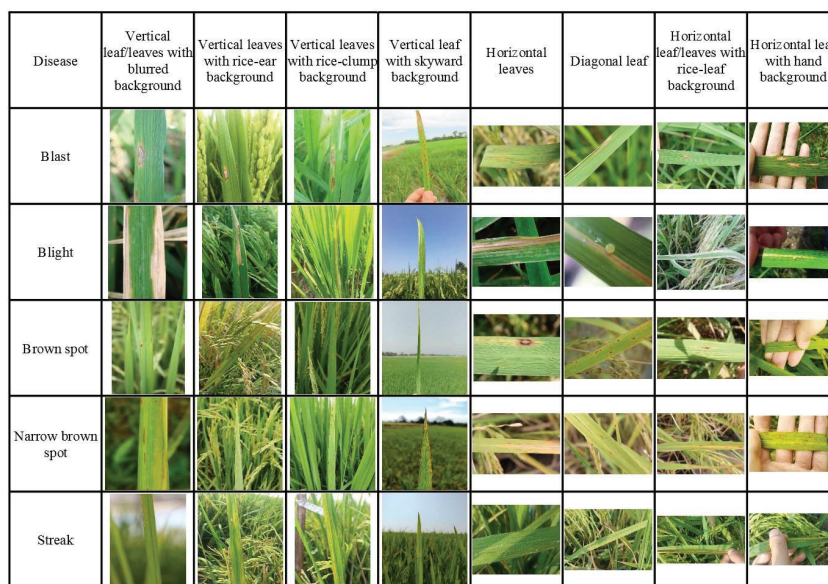 Disease
Vertical
leaf/leaves with
blurred
background
Vertical leaves
with rice-ear
background
Vertical leaves
with rice-clump
background
Vertical leaf
with skyward
background
Horizontal
leaves
Diagonal leaf
Horizontal
leaf/leaves with
rice-leaf
background
Horizontal leaf
with hand
background
Blast
Blight
Brown spot
Narrow brown
spot
Streak